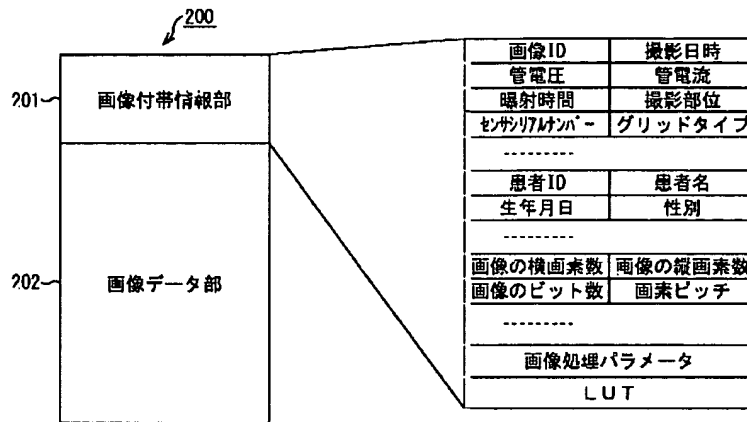 200
201
画像付帯情報部
202
画像データ部
画像ID 撮影日時
管電圧 管電流
曝射時間 撮影部位
センサシリアルナンバー グリッドタイプ
---------
患者ID 患者名
生年月日 性別
---------
画像の横画素数 画像の縦画素数
画像のビット数 画素ピッチ
---------
画像処理パラメータ
LUT